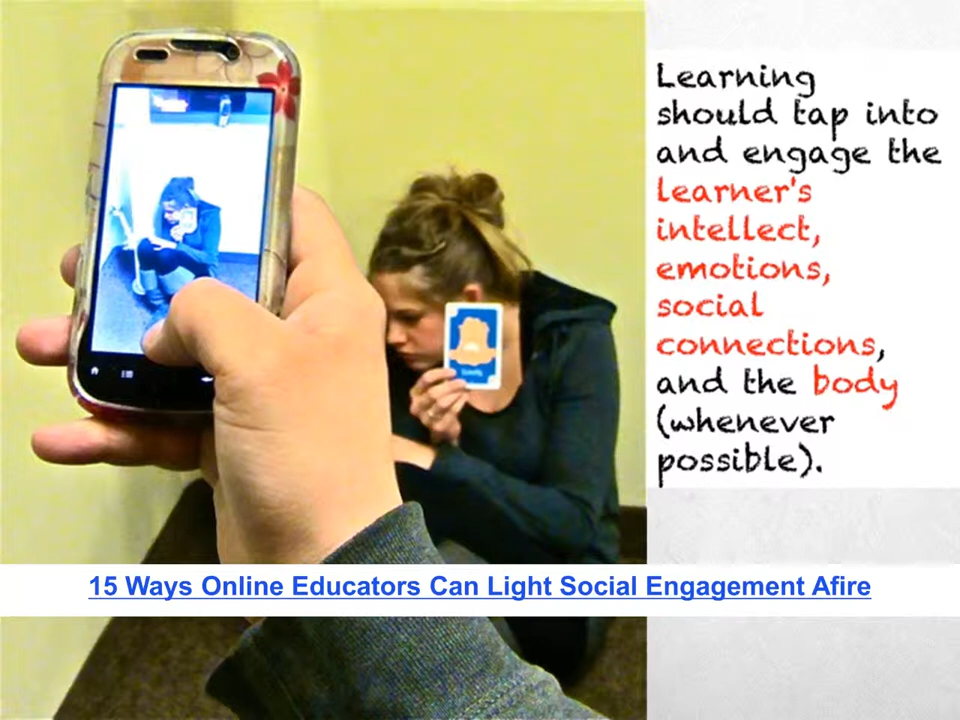 Learning
should tap into
and engage the
learner's
intellect,
emotions,
social
connections,
and the body
(whenever
possible).
15 Ways Online Educators Can Light Social Engagement Afire